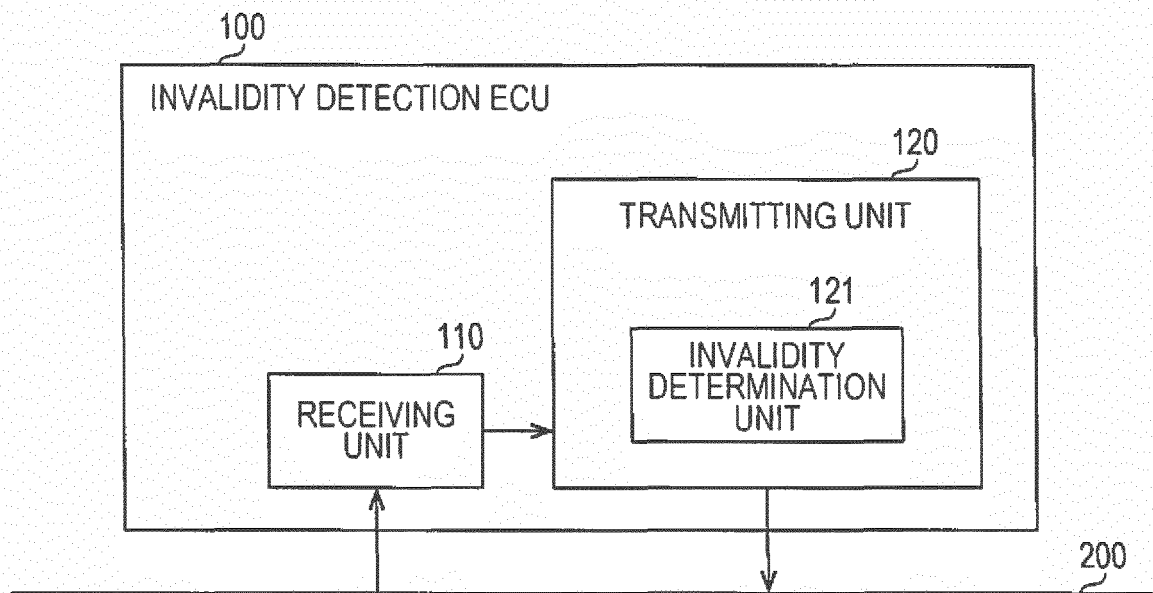 100
INVALIDITY DETECTION ECU
120
TRANSMITTING UNIT
121
INVALIDITY
DETERMINATION
UNIT
110
RECEIVING
UNIT
200